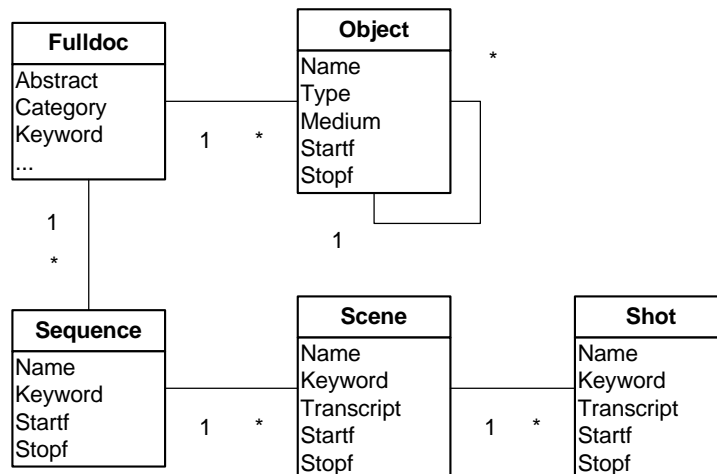 Fulldoc
Abstract
Category
Keyword
...
Object
Name
Type
Medium
Startf
Stopf
*
1 *
1
1
*
Sequence
Name
Keyword
Startf
Stopf
1 *
Scene
Name
Keyword
Transcript
Startf
Stopf
1 *
Shot
Name
Keyword
Transcript
Startf
Stopf